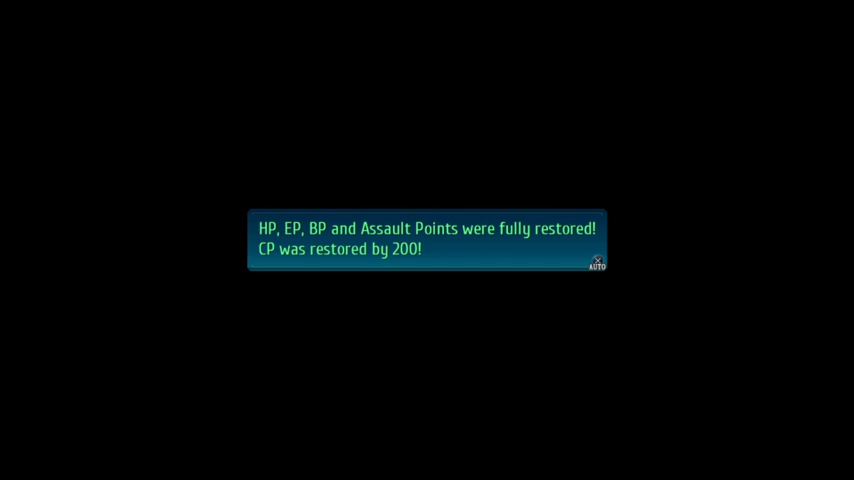 HP, EP, BP and Assault Points were fully restored!
CP was restored by 200!
AUTO